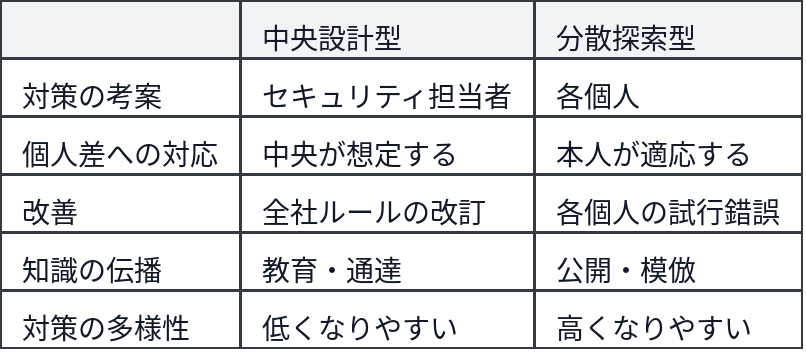 中央設計型 分散探索型
対策の考案 セキュリティ担当者 各個人
個人差への対応 中央が想定する 本人が適応する
改善 全社ルールの改訂 各個人の試行錯誤
知識の伝播 教育・通達 公開・模倣
対策の多様性 低くなりやすい 高くなりやすい